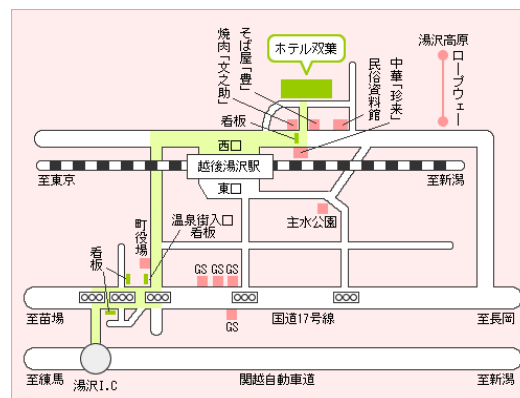 ホテル双葉
そば屋「豊」
焼肉「文之助」
中華「珍来」
民俗資料館
湯沢高原
ロープウェー
看板
西口
越後湯沢駅
東口
至東京
至新潟
主水公園
温泉街入口
看板
町役場
看板
GS GS GS
GS
至苗場
国道17号線
至長岡
至練馬
湯沢I.C
関越自動車道
至新潟